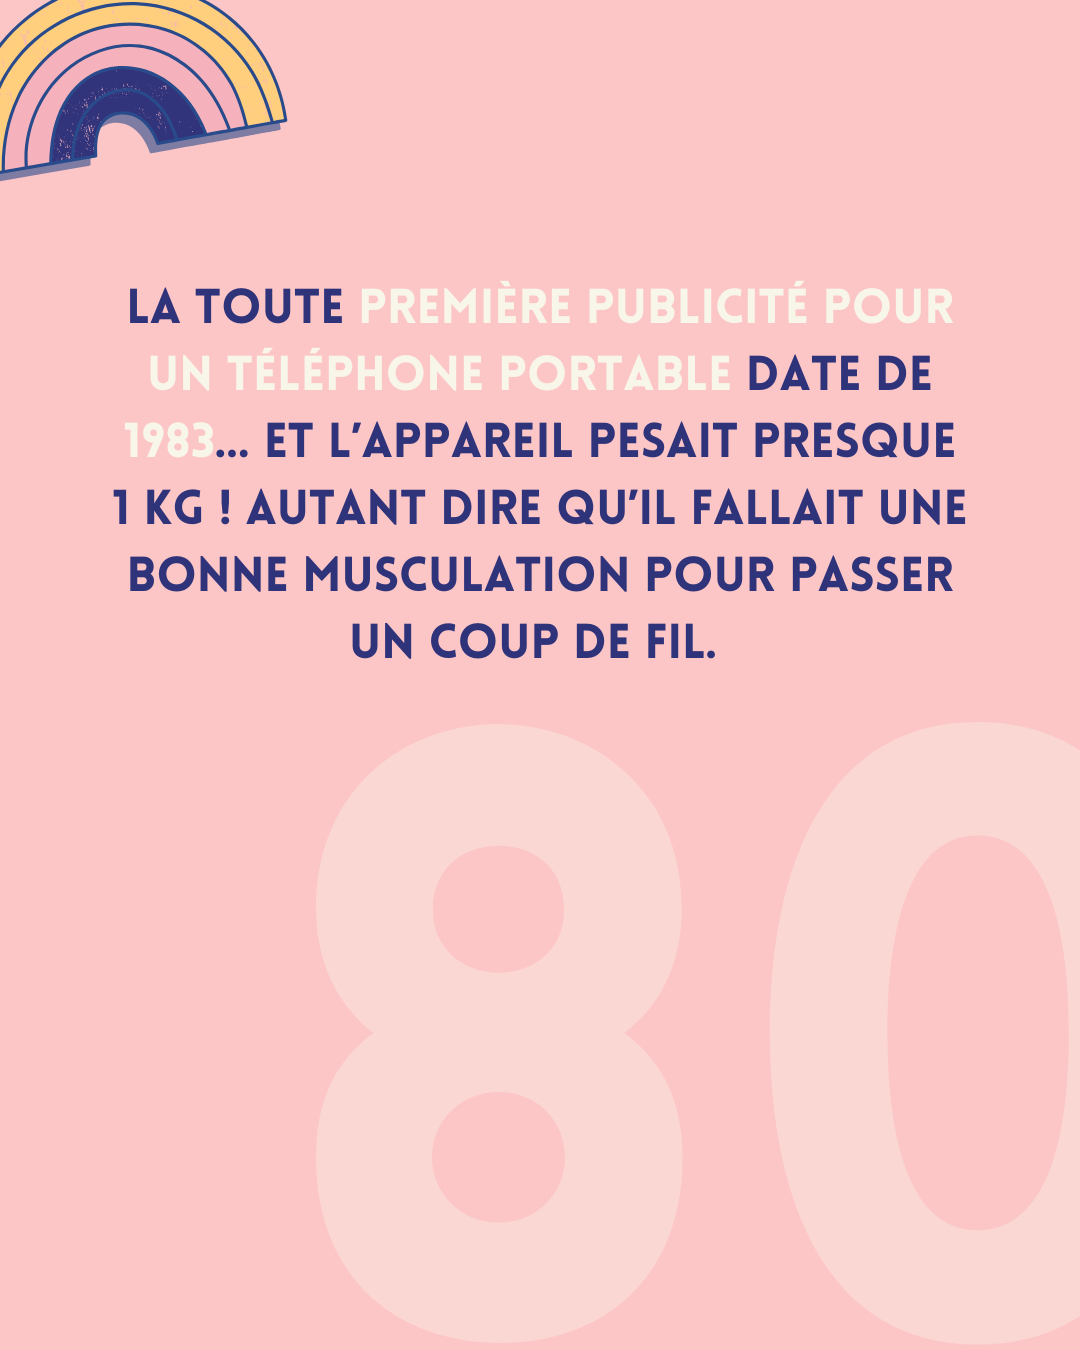 LA TOUTE PREMIÈRE PUBLICITÉ POUR
UN TÉLÉPHONE PORTABLE DATE DE
1983... ET L'APPAREIL PESAIT PRESQUE
1 KG ! AUTANT DIRE QU'IL FALLAIT UNE
BONNE MUSCULATION POUR PASSER
UN COUP DE FIL.
80